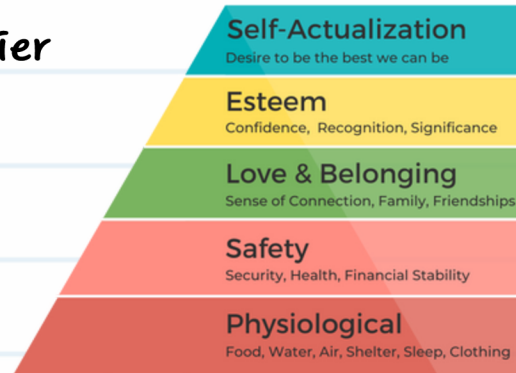 Self-Actualization
Desire to be the best we can be
Esteem
Confidence, Recognition, Significance
Love & Belonging
Sense of Connection, Family, Friendships
Safety
Security, Health, Financial Stability
Physiological
Food, Water, Air, Shelter, Sleep, Clothing